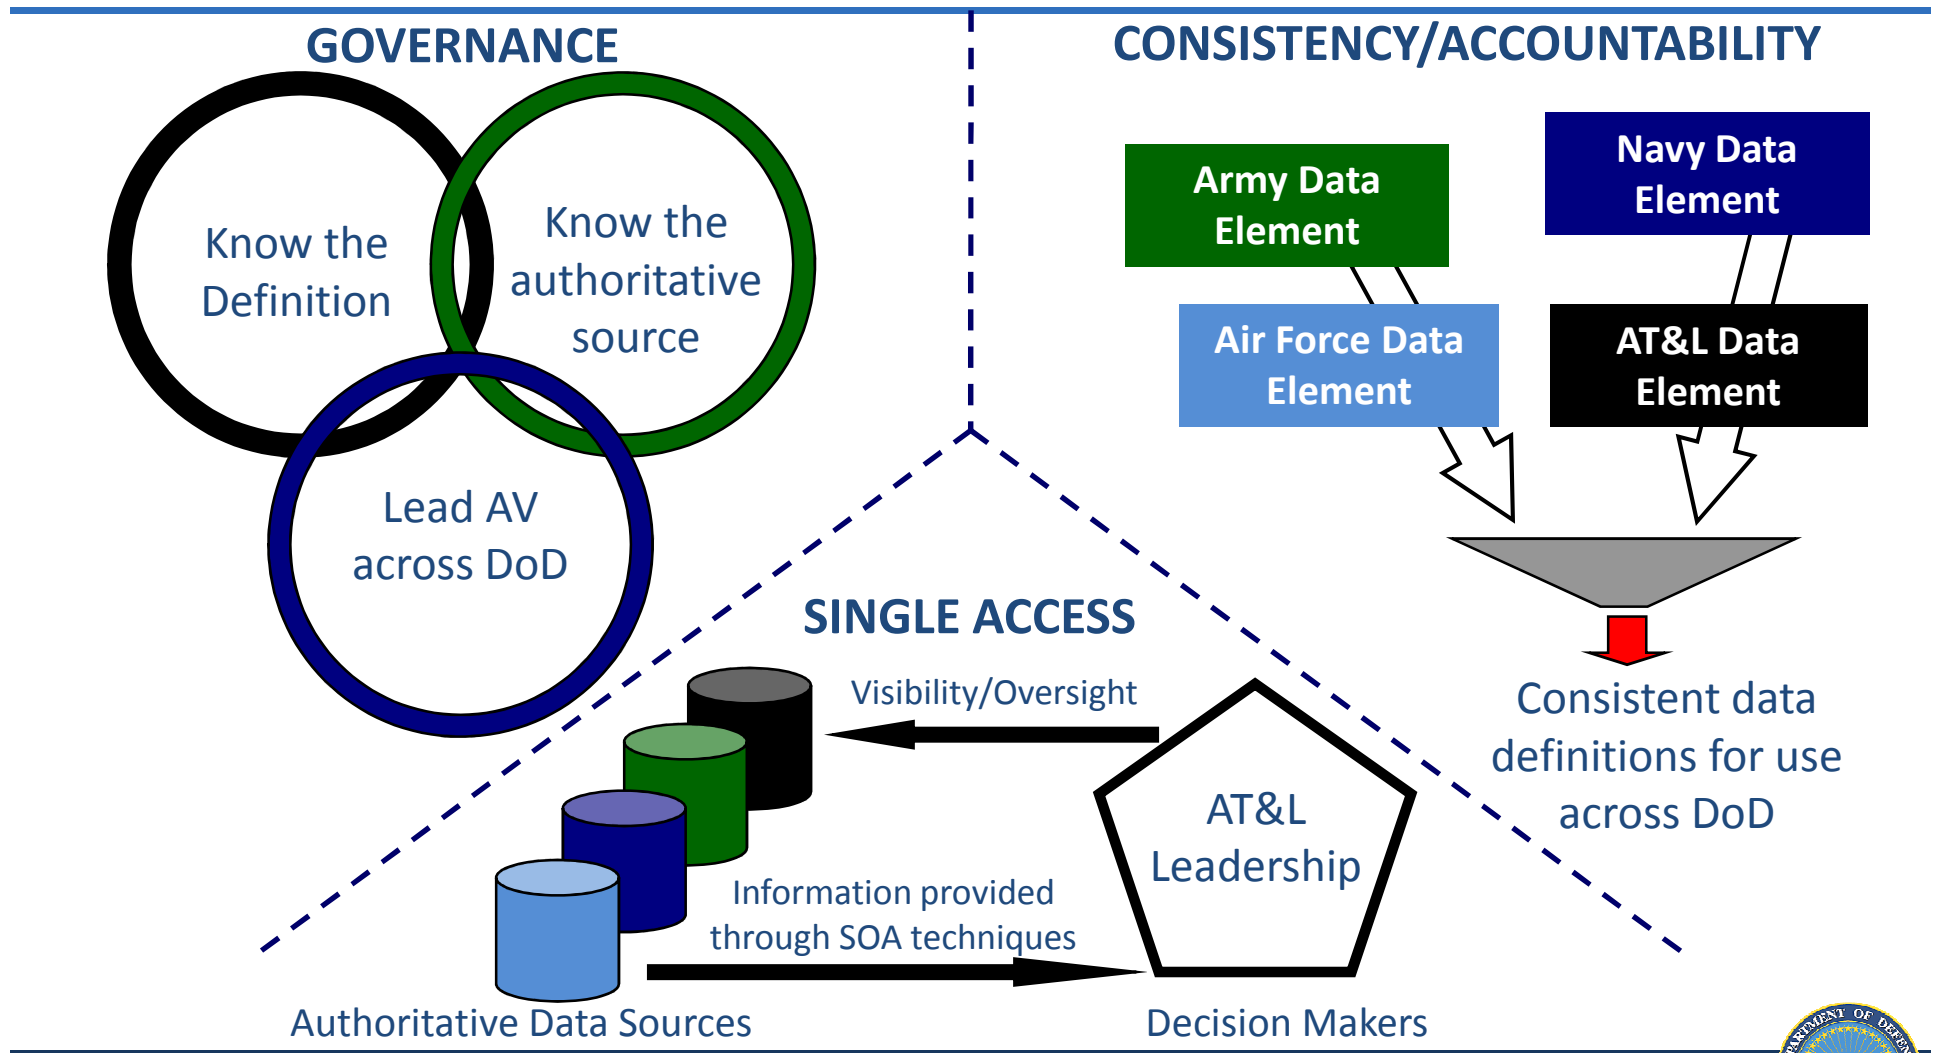 GOVERNANCE
Know the
Definition
Know the
authoritative
source
Lead AV
across DoD
CONSISTENCY/ACCOUNTABILITY
Army Data
Element
Navy Data
Element
Air Force Data
Element
AT&L Data
Element
Consistent data
definitions for use
across DoD
SINGLE ACCESS
Visibility/Oversight
AT&L
Leadership
Information provided
through SOA techniques
Authoritative Data Sources
Decision Makers